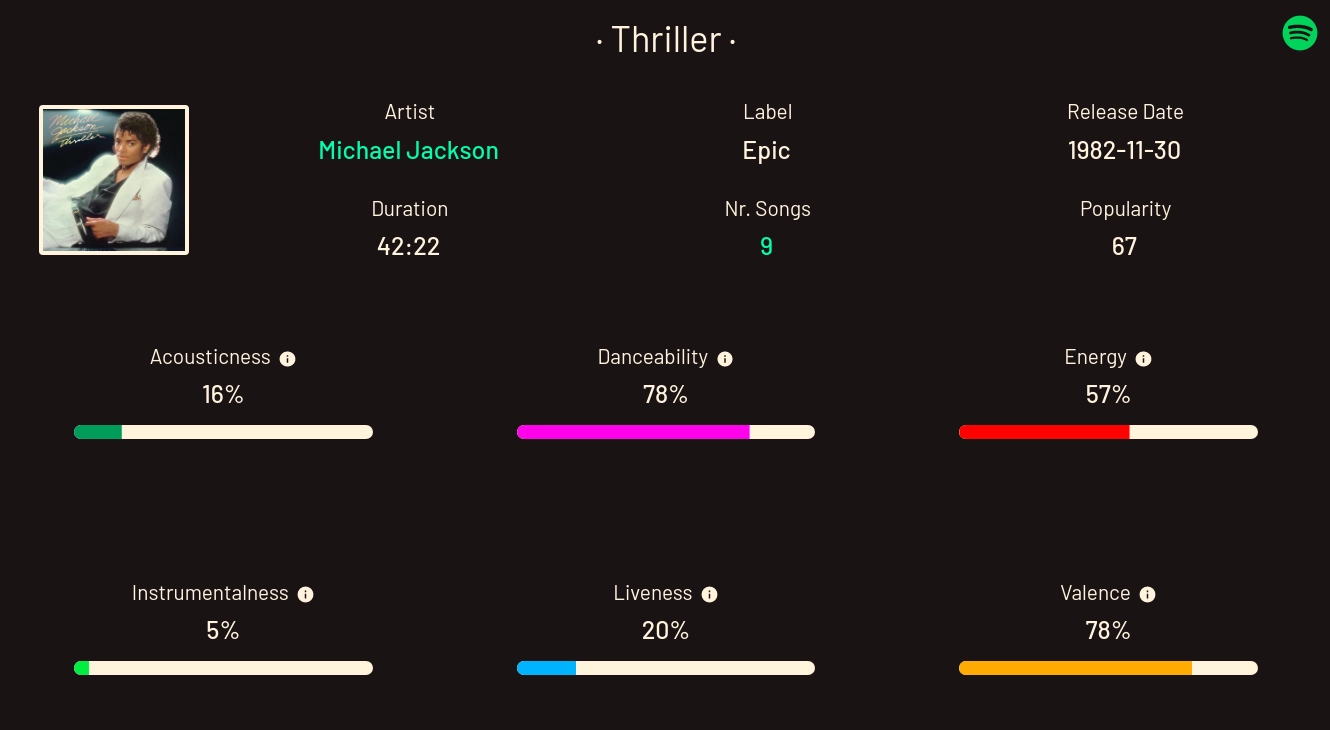 · Thriller ·
Michael
Jackson
Thriller
Artist
Label
Release Date
Michael Jackson
Epic
1982-11-30
Duration
Nr. Songs
Popularity
42:22
9
67
Acousticness
Danceability
Energy
16%
78%
57%
Instrumentalness
Liveness
Valence
5%
20%
78%